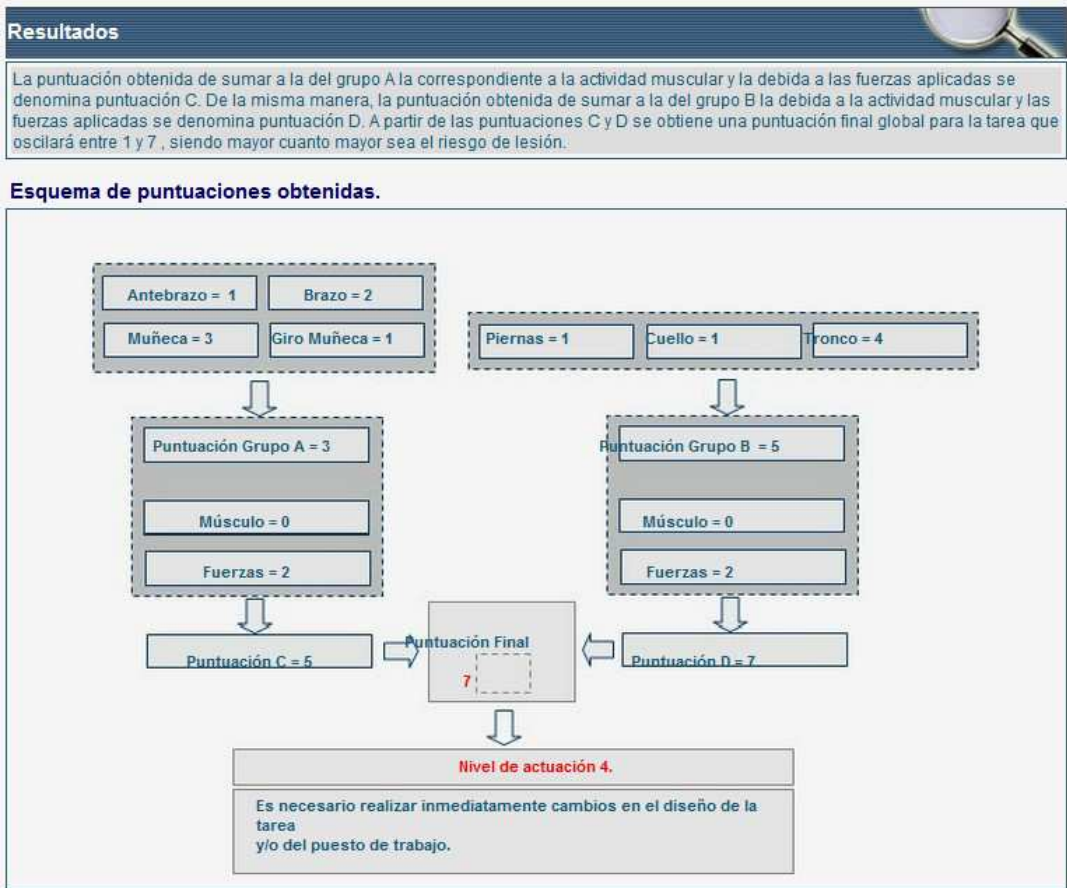 Resultados
La puntuación obtenida de sumar a la del grupo A la correspondiente a la actividad muscular y la debida a las fuerzas aplicadas se
denomina puntuación C. De la misma manera, la puntuación obtenida de sumar a la del grupo B la debida a la actividad muscular y las
fuerzas aplicadas se denomina puntuación D. A partir de las puntuaciones C y D se obtiene una puntuación final global para la tarea que
oscilará entre 1 y 7 , siendo mayor cuanto mayor sea el riesgo de lesión.
Esquema de puntuaciones obtenidas.
Antebrazo = 1
Brazo = 2
Muñeca = 3
Giro Muñeca = 1
Piernas = 1
Cuello = 1
Tronco = 4
Puntuación Grupo A = 3
Músculo = 0
Fuerzas = 2
Puntuación Grupo B = 5
Músculo = 0
Fuerzas = 2
Puntuación C = 5
Puntuación Final
7
Puntuación D = 7
Nivel de actuación 4.
Es necesario realizar inmediatamente cambios en el diseño de la
tarea
y/o del puesto de trabajo.